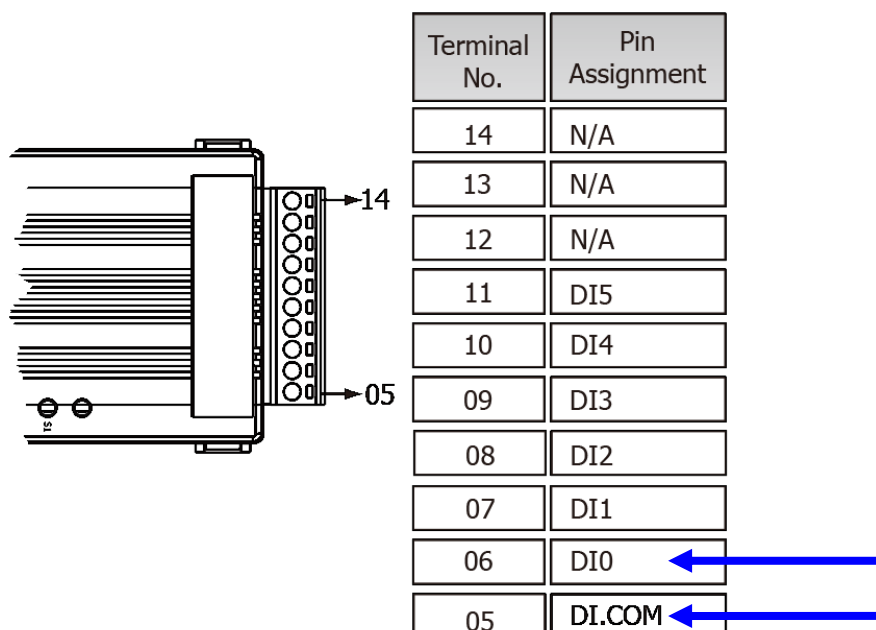 Terminal No.
Pin Assignment
14 N/A
13 N/A
12 N/A
11 DI5
10 DI4
09 DI3
08 DI2
07 DI1
06 DI0
05 DI.COM
14
05
S1